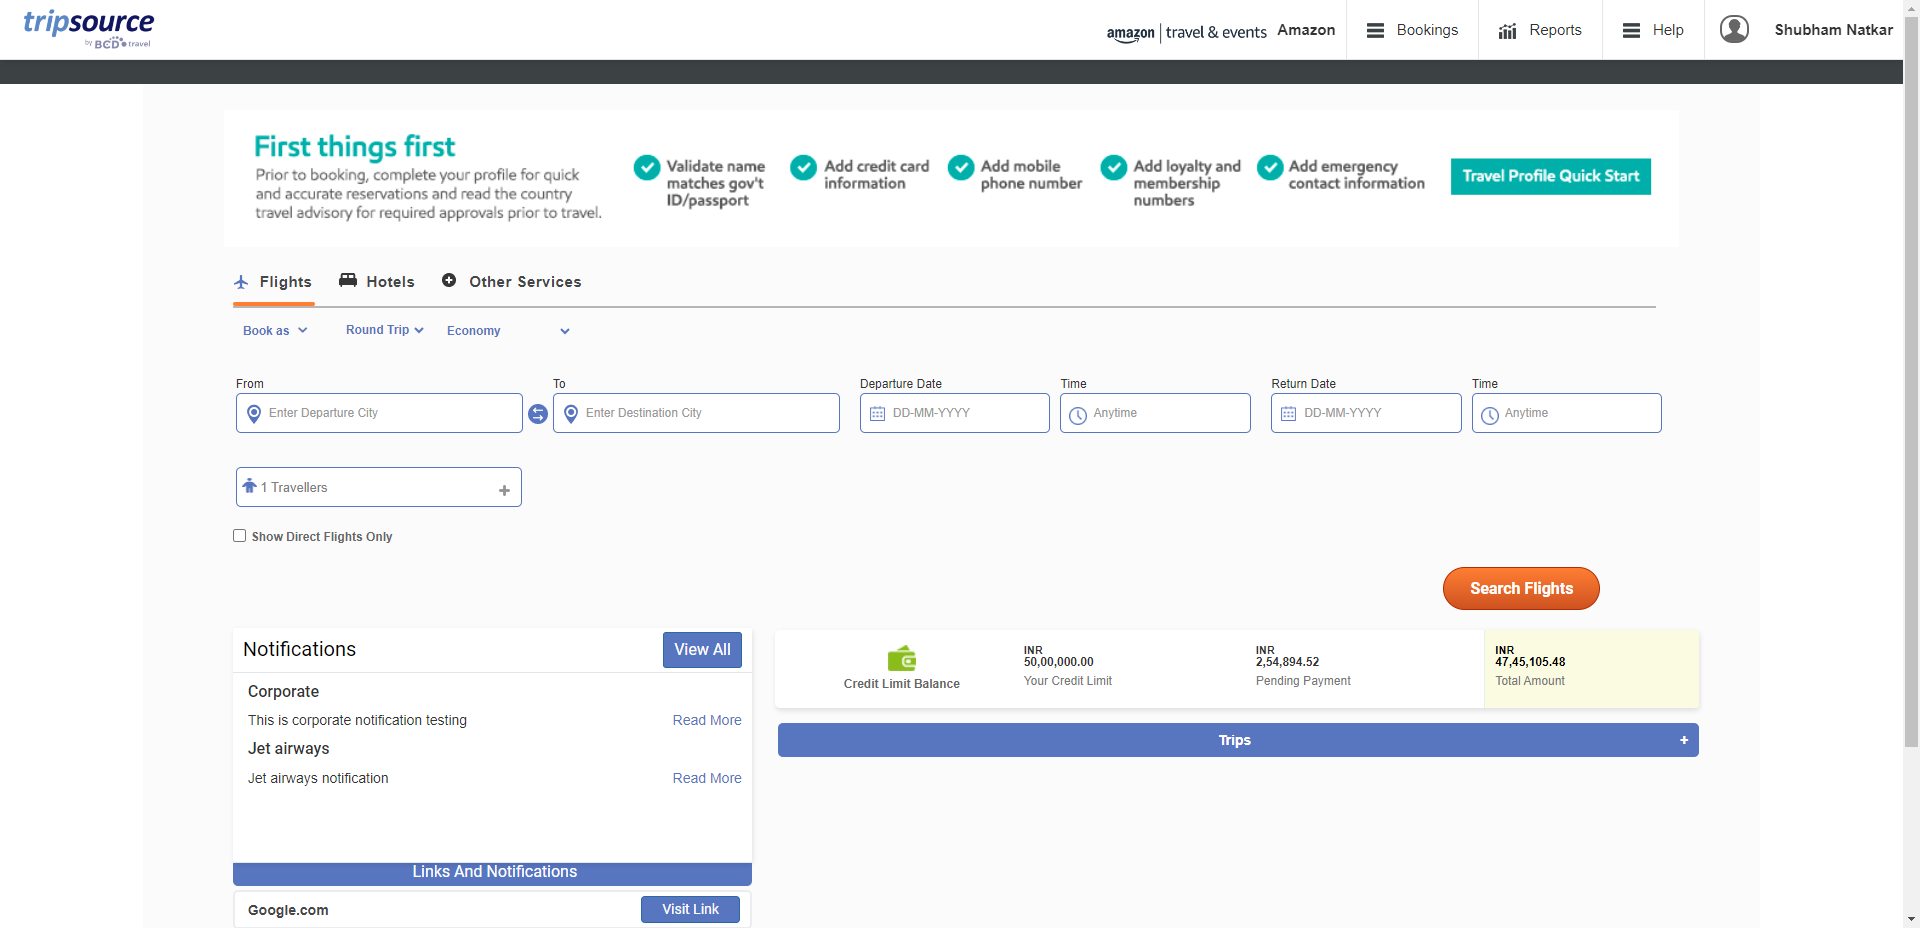 tripsource
by BCD travel
amazon | travel & events Amazon
Bookings
Reports
Help
Shubham Natkar
First things first
Prior to booking, complete your profile for quick
and accurate reservations and read the country
travel advisory for required approvals prior to travel.
Validate name
matches gov't
ID/passport
Add credit card
information
Add mobile
phone number
Add loyalty and
membership
numbers
Add emergency
contact information
Travel Profile Quick Start
Flights
Hotels
Other Services
Book as
Round Trip
Economy
From
To
Departure Date
Time
Return Date
Time
Enter Departure City
Enter Destination City
DD-MM-YYYY
Anytime
DD-MM-YYYY
Anytime
1 Travellers
+
Show Direct Flights Only
Search Flights
Notifications
View All
Corporate
This is corporate notification testing
Read More
Jet airways
Jet airways notification
Read More
Links And Notifications
Google.com
Visit Link
Credit Limit Balance
INR
50,00,000.00
Your Credit Limit
INR
2,54,894.52
Pending Payment
INR
47,45,105.48
Total Amount
Trips
+